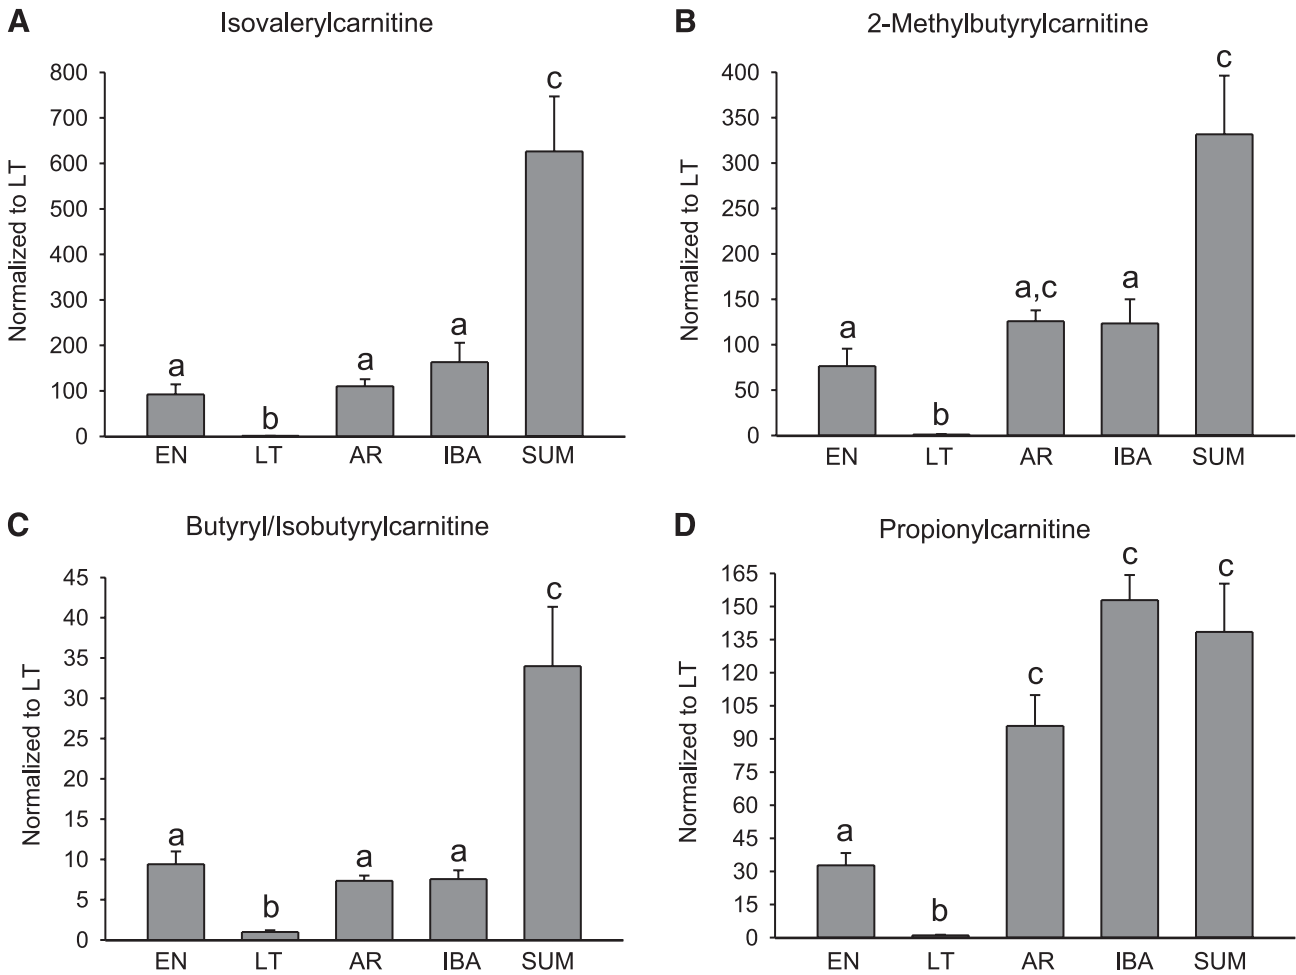 A
Isovalerylcarnitine
Normalized to LT
800
700
600
500
400
300
200
100
0
a
b
a
a
c
EN LT AR IBA SUM
B
2-Methylbutyrylcarnitine
Normalized to LT
400
350
300
250
200
150
100
50
0
a
b
a,c
a
c
EN LT AR IBA SUM
C
Butyryl/Isobutyrylcarnitine
Normalized to LT
45
40
35
30
25
20
15
10
5
0
a
b
a
a
c
EN LT AR IBA SUM
D
Propionylcarnitine
Normalized to LT
165
150
135
120
105
90
75
60
45
30
15
0
a
b
c
c
c
EN LT AR IBA SUM